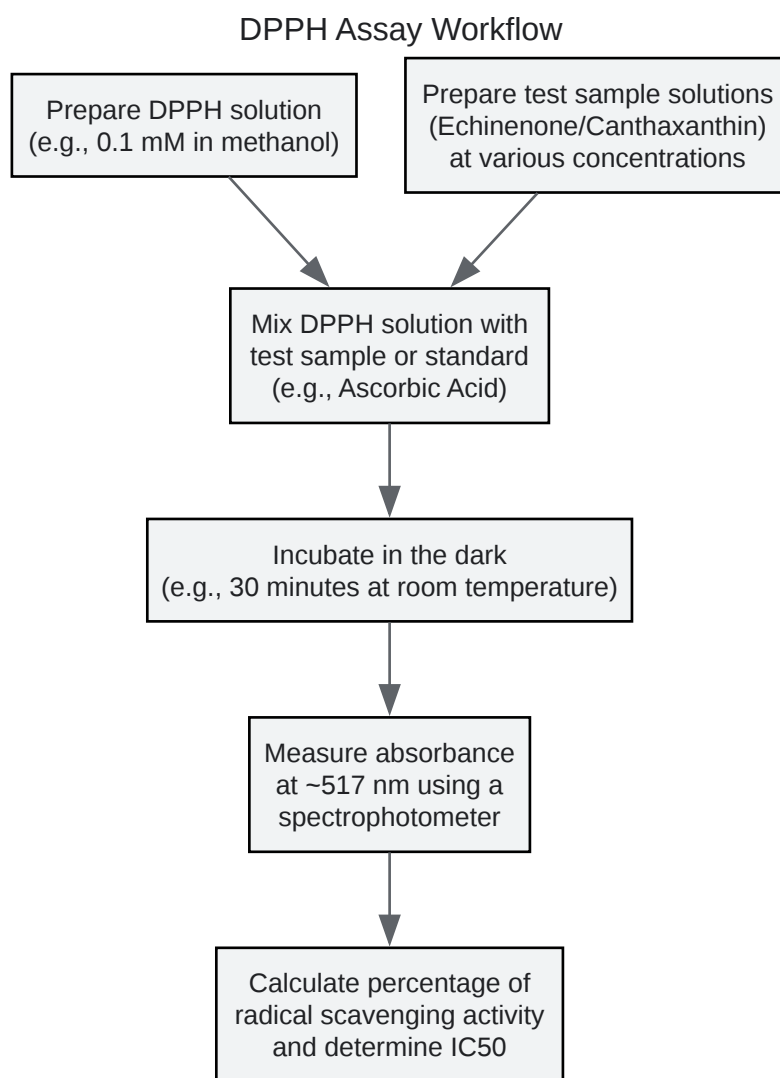 DPPH Assay Workflow
Prepare DPPH solution
(e.g., 0.1 mM in methanol)
Prepare test sample solutions
(Echinenone/Canthaxanthin)
at various concentrations
Mix DPPH solution with
test sample or standard
(e.g., Ascorbic Acid)
Incubate in the dark
(e.g., 30 minutes at room temperature)
Measure absorbance
at ~517 nm using a
spectrophotometer
Calculate percentage of
radical scavenging activity
and determine IC50